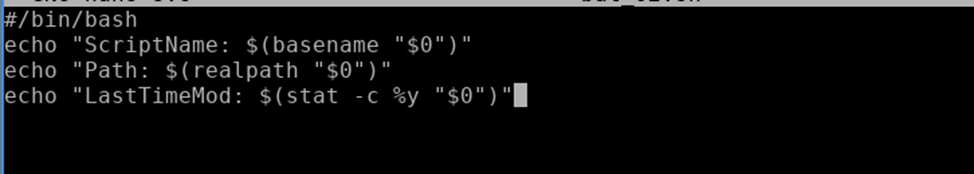 #/bin/bash
echo "ScriptName: $(basename "$0")"
echo "Path: $(realpath "$0")"
echo "LastTimeMod: $(stat -c %y "$0")"